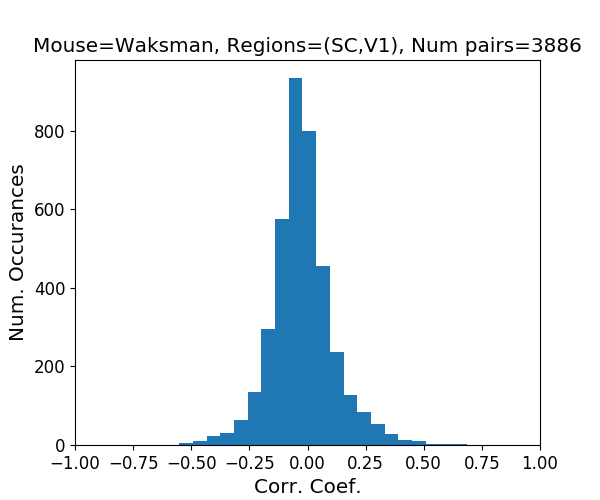 Mouse=Waksman, Regions=(SC,V1), Num pairs=3886
Num. Occurances
800
600
400
200
0
−1.00 −0.75 −0.50 −0.25 0.00 0.25 0.50 0.75 1.00
Corr. Coef.